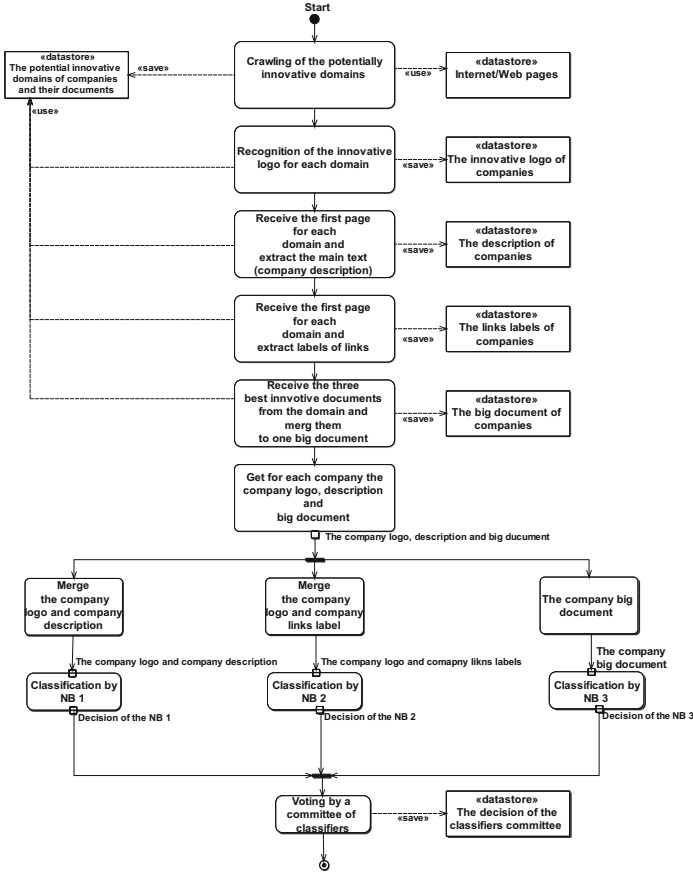 Start
«datastore»
The potential innovative
domains of companies
and their documents
«save»
«use»
Crawling of the potentially
innovative domains
«use»
«datastore»
Internet/Web pages
Recognition of the innovative
logo for each domain
«save»
«datastore»
The innovative logo of
companies
Receive the first page
for each
domain and
extract the main text
(company description)
«save»
«datastore»
The description of
companies
Receive the first page
for each
domain and
extract labels of links
«save»
«datastore»
The links labels of
companies
Receive the three
best innvotive documents
from the domain and
merg them
to one big document
«save»
«datastore»
The big document of
companies
Get for each company the
company logo, description
and
big document
The company logo, description and big ducument
Merge
the company
logo and company
description
Merge
the company
logo and company
links label
The company big
document
The company logo and company description
The company logo and comapny likns labels
The company
big document
Classification by
NB 1
Classification by
NB 2
Classification by
NB 3
Decision of the NB 1
Decision of the NB 2
Decision of the NB 3
Voting by a
committee of
classifiers
«save»
«datastore»
The decision of the
classifiers committee